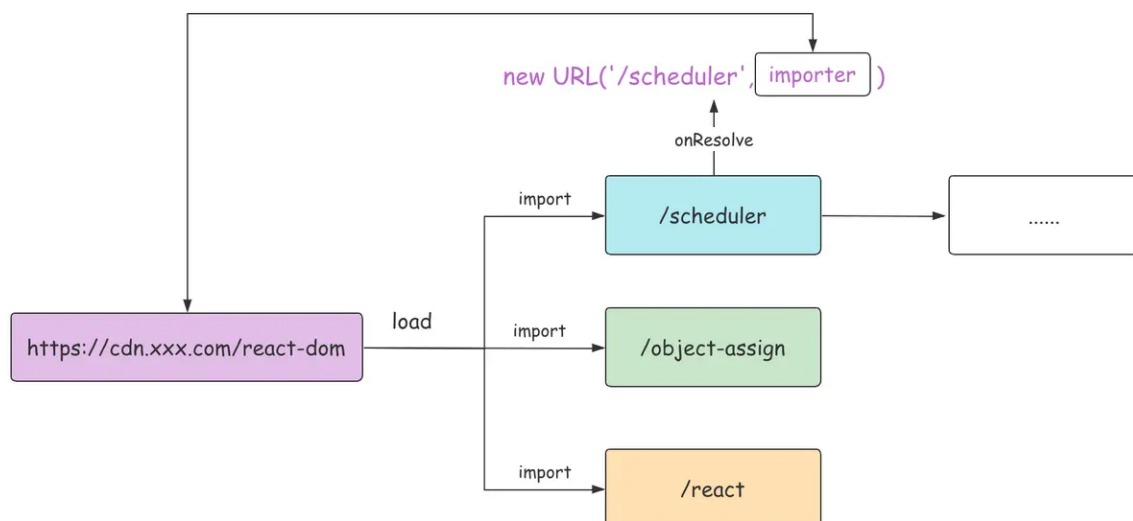 new URL('/scheduler', importer )
onResolve
import
/scheduler
......
load
https://cdn.xxx.com/react-dom
import
/object-assign
import
/react